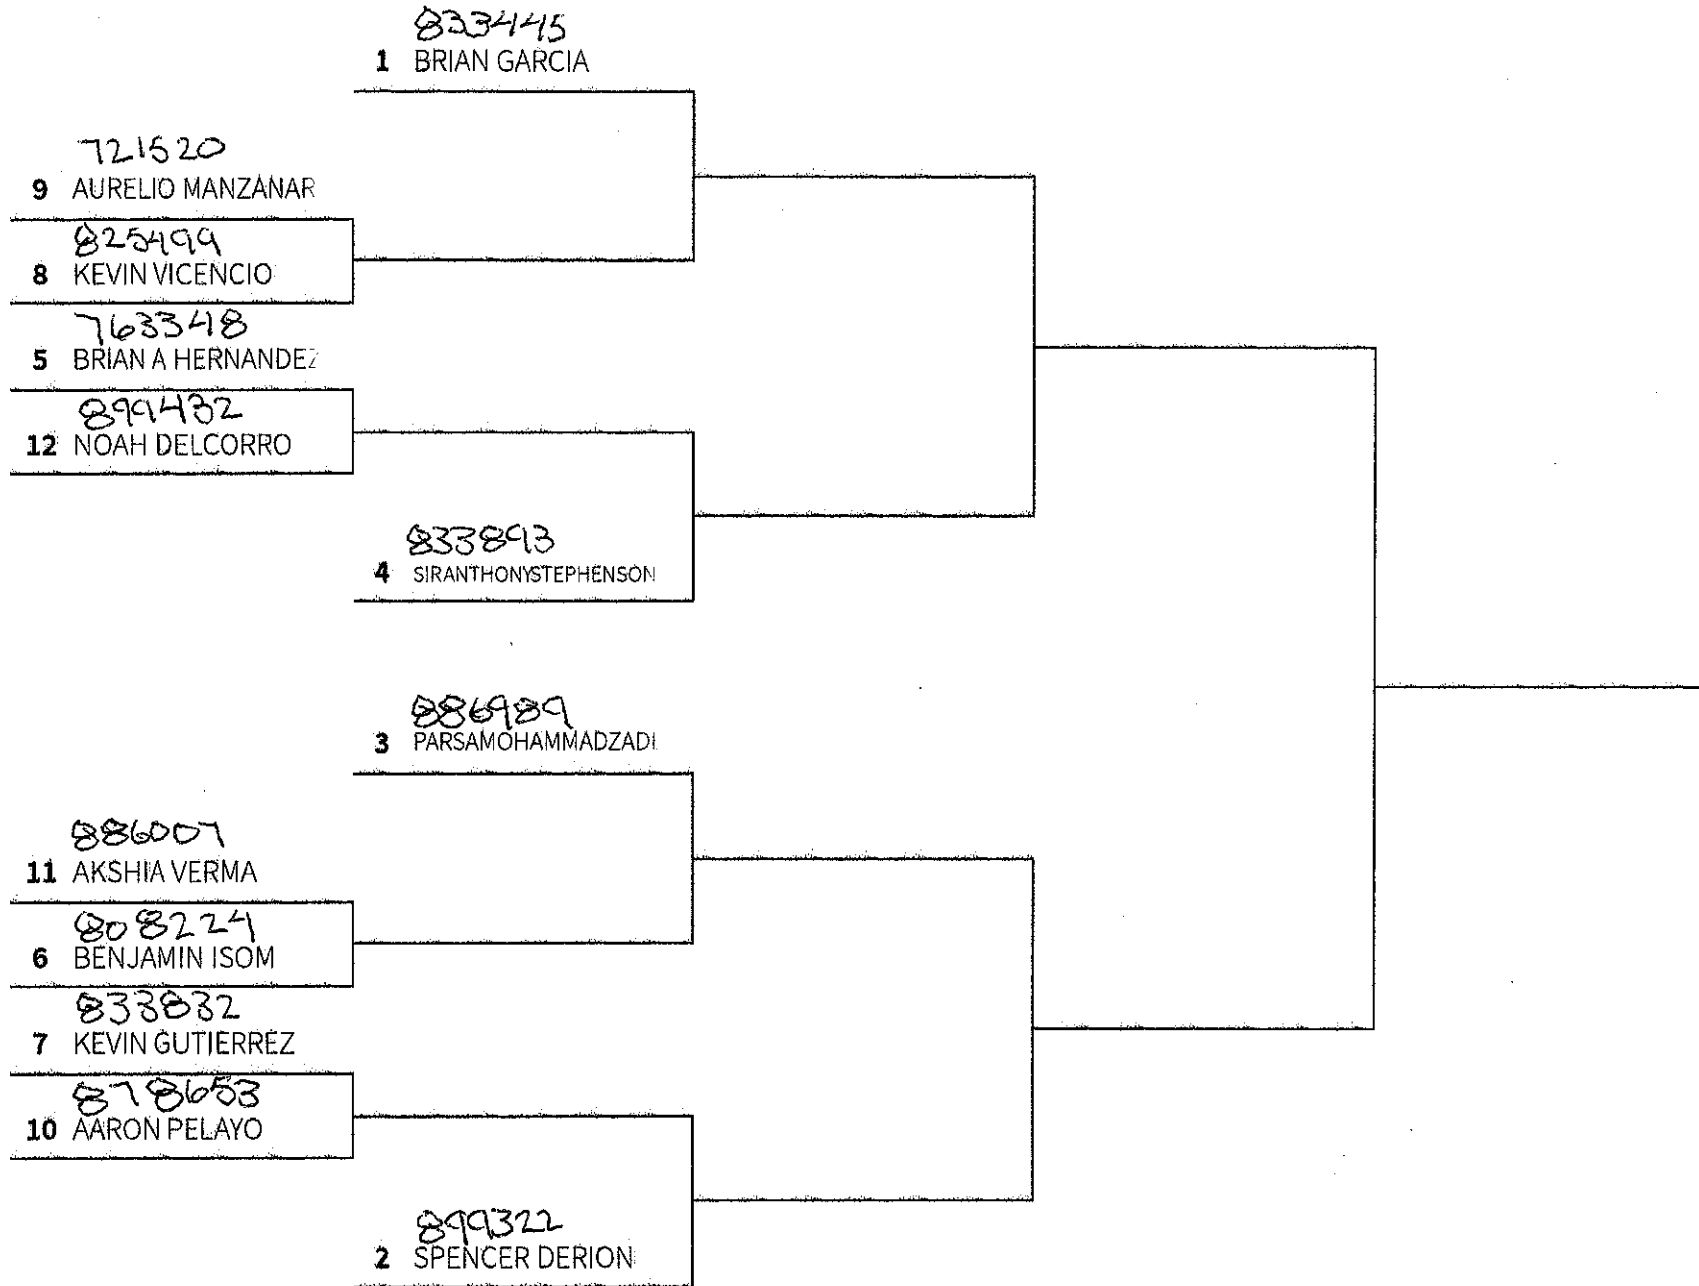 833445
1 BRIAN GARCIA
721520
9 AURELIO MANZANAR
825499
8 KEVIN VICENCIO
763348
5 BRIAN A HERNANDEZ
899432
12 NOAH DELCORRO
833893
4 SIRANTHONYSTEPHENSON
886989
3 PARSAMOHAMMADZADI
886007
11 AKSHIA VERMA
808224
6 BENJAMIN ISOM
833832
7 KEVIN GUTIERREZ
878653
10 AARON PELAYO
899322
2 SPENCER DERION